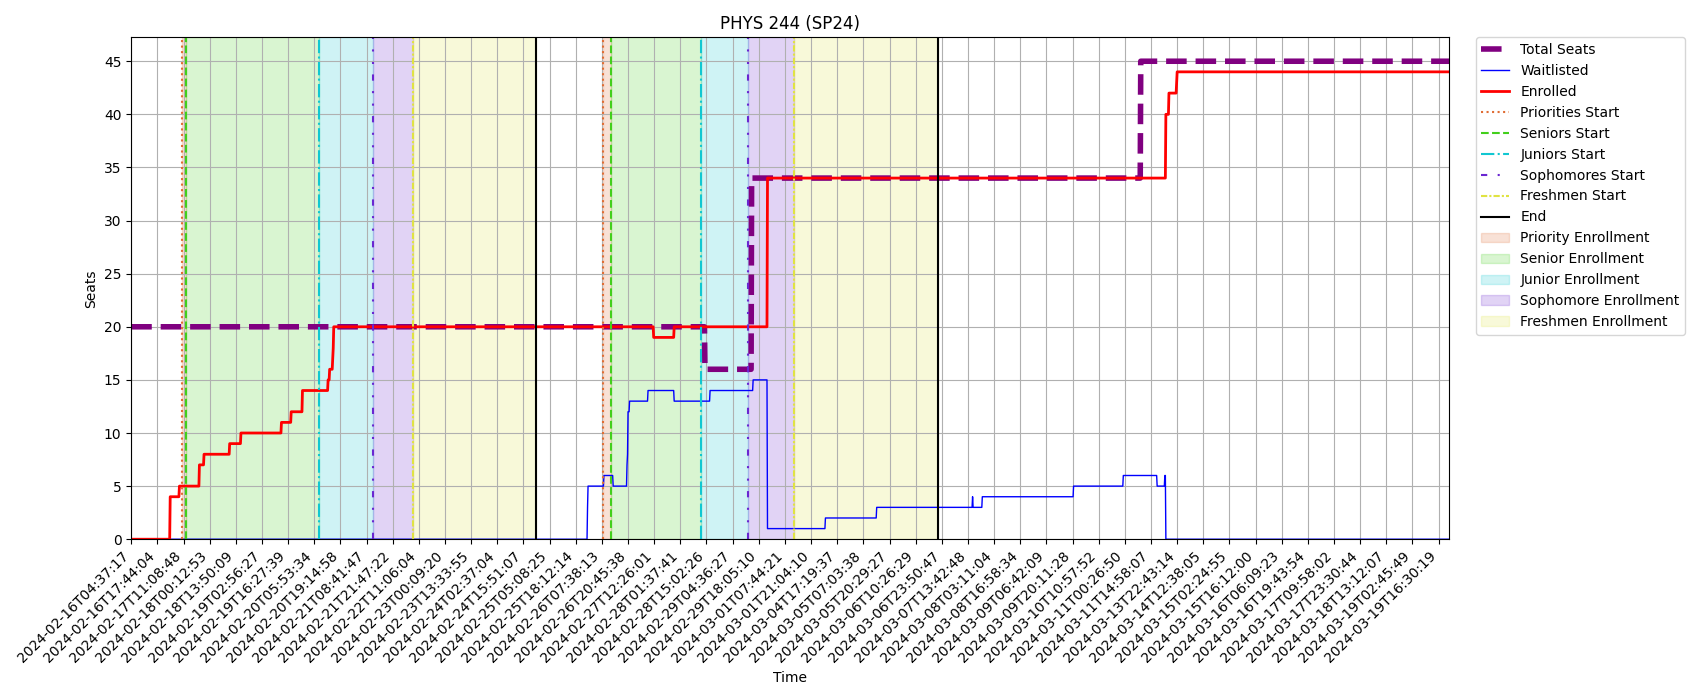 PHYS 244 (SP24)
Total Seats
Waitlisted
Enrolled
Priorities Start
Seniors Start
Juniors Start
Sophomores Start
Freshmen Start
End
Priority Enrollment
Senior Enrollment
Junior Enrollment
Sophomore Enrollment
Freshmen Enrollment
Seats
45
40
35
30
25
20
15
10
5
0
2024-02-16T04:37:17
2024-02-16T17:44:04
2024-02-17T11:08:48
2024-02-18T00:12:53
2024-02-18T13:50:09
2024-02-19T02:56:27
2024-02-19T16:27:39
2024-02-20T05:53:34
2024-02-20T19:14:58
2024-02-21T08:41:47
2024-02-21T21:47:22
2024-02-22T11:06:04
2024-02-23T00:09:20
2024-02-23T13:33:55
2024-02-24T02:37:04
2024-02-24T15:51:07
2024-02-25T05:08:25
2024-02-25T18:12:14
2024-02-26T07:38:13
2024-02-26T20:45:38
2024-02-27T12:26:01
2024-02-28T01:37:41
2024-02-28T15:02:26
2024-02-29T04:36:27
2024-02-29T18:05:10
2024-03-01T07:44:21
2024-03-01T21:04:10
2024-03-04T17:19:37
2024-03-05T07:03:38
2024-03-05T20:29:27
2024-03-06T10:26:29
2024-03-06T23:50:47
2024-03-07T13:42:48
2024-03-08T03:11:04
2024-03-08T16:58:34
2024-03-09T06:42:09
2024-03-09T20:11:28
2024-03-10T10:57:52
2024-03-11T00:26:50
2024-03-11T14:58:07
2024-03-13T22:43:14
2024-03-14T12:38:05
2024-03-15T02:24:55
2024-03-15T16:12:00
2024-03-16T06:09:23
2024-03-16T19:43:54
2024-03-17T09:58:02
2024-03-17T23:30:44
2024-03-18T13:12:07
2024-03-19T02:45:49
2024-03-19T16:30:19
Time